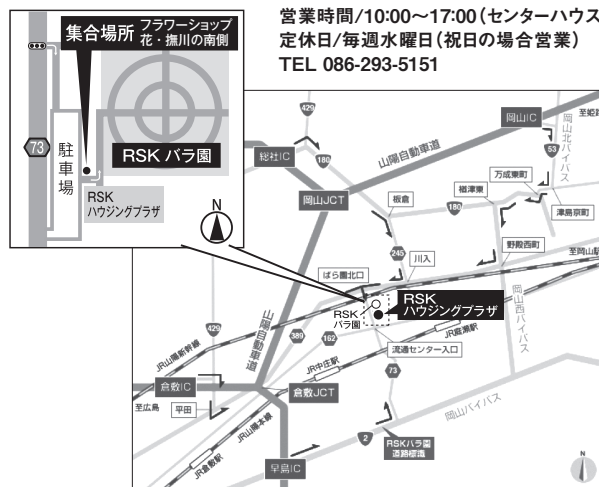 営業時間/10:00〜17:00（センターハウス
定休日/毎週水曜日（祝日の場合営業）
TEL 086-293-5151
集合場所 フラワーショップ
花・撫川の南側
73
駐車場
RSK バラ園
RSK
ハウジングプラザ
N
429
総社IC
180
山陽自動車道
岡山IC
至姫路
53
岡山北バイパス
岡山JCT
板倉
楢津東
万成東町
180
津島京町
245
川入
野殿西町
至岡山駅
ばら園北口
RSK
バラ園
RSK
ハウジングプラザ
岡山西バイパス
山陽自動車道
429
389
162
JR庭瀬駅
流通センター入口
JR山陽新幹線
JR中庄駅
73
倉敷IC
倉敷JCT
至広島
平田
JR山陽本線
岡山バイパス
2
RSKバラ園
道路標識
JR倉敷駅
早島IC
N